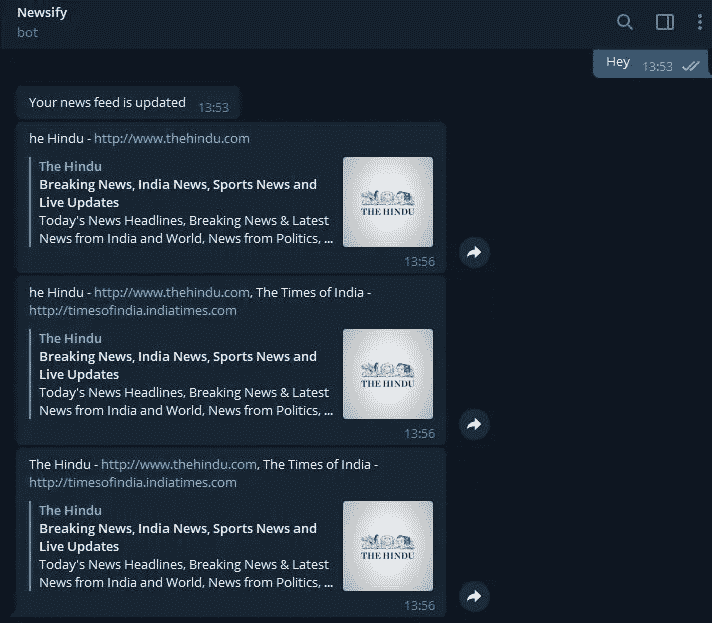 Newsify
bot
Hey 13:53
Your news feed is updated 13:53
he Hindu - http://www.thehindu.com
The Hindu
Breaking News, India News, Sports News and
Live Updates
Today's News Headlines, Breaking News & Latest
News from India and World, News from Politics, ...
THE HINDU
13:56
he Hindu - http://www.thehindu.com, The Times of India -
http://timesofindia.indiatimes.com
The Hindu
Breaking News, India News, Sports News and
Live Updates
Today's News Headlines, Breaking News & Latest
News from India and World, News from Politics, ...
THE HINDU
13:56
The Hindu - http://www.thehindu.com, The Times of India -
http://timesofindia.indiatimes.com
The Hindu
Breaking News, India News, Sports News and
Live Updates
Today's News Headlines, Breaking News & Latest
News from India and World, News from Politics, ...
THE HINDU
13:56